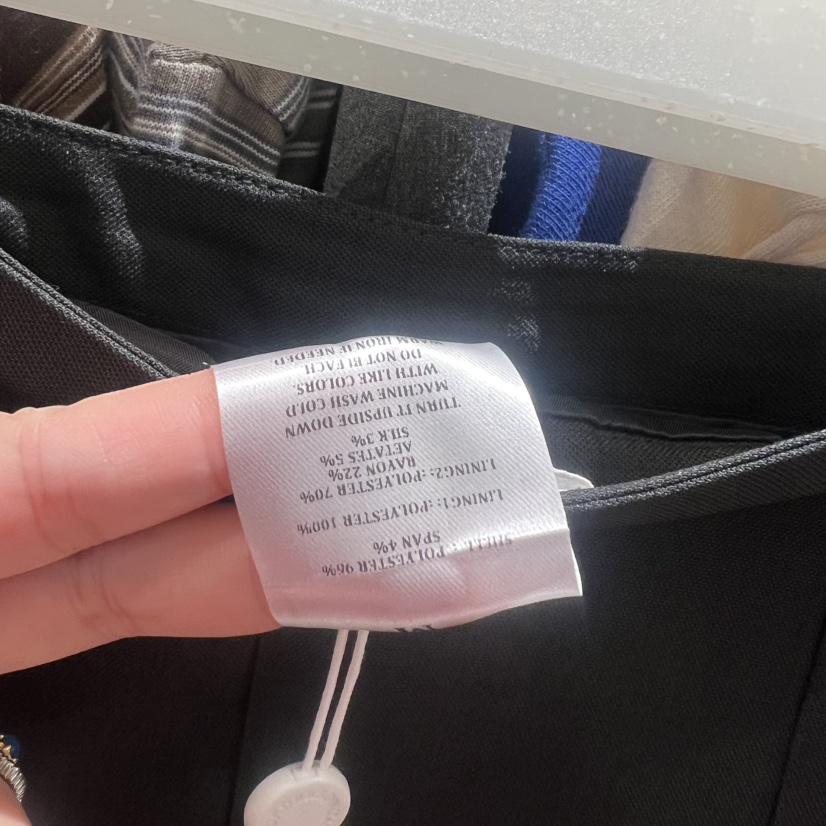 SHELL : POLYESTER 96%
SPAN 4%
LINING1: :POLYESTER 100%
LINING2: :POLYESTER 70%
RAYON 22%
AETATES 5%
SILK 3%
TURN IT UPSIDE DOWN
MACHINE WASH COLD
WITH LIKE COLORS.
DO NOT BLEACH
WARM IRON IF NEEDED.